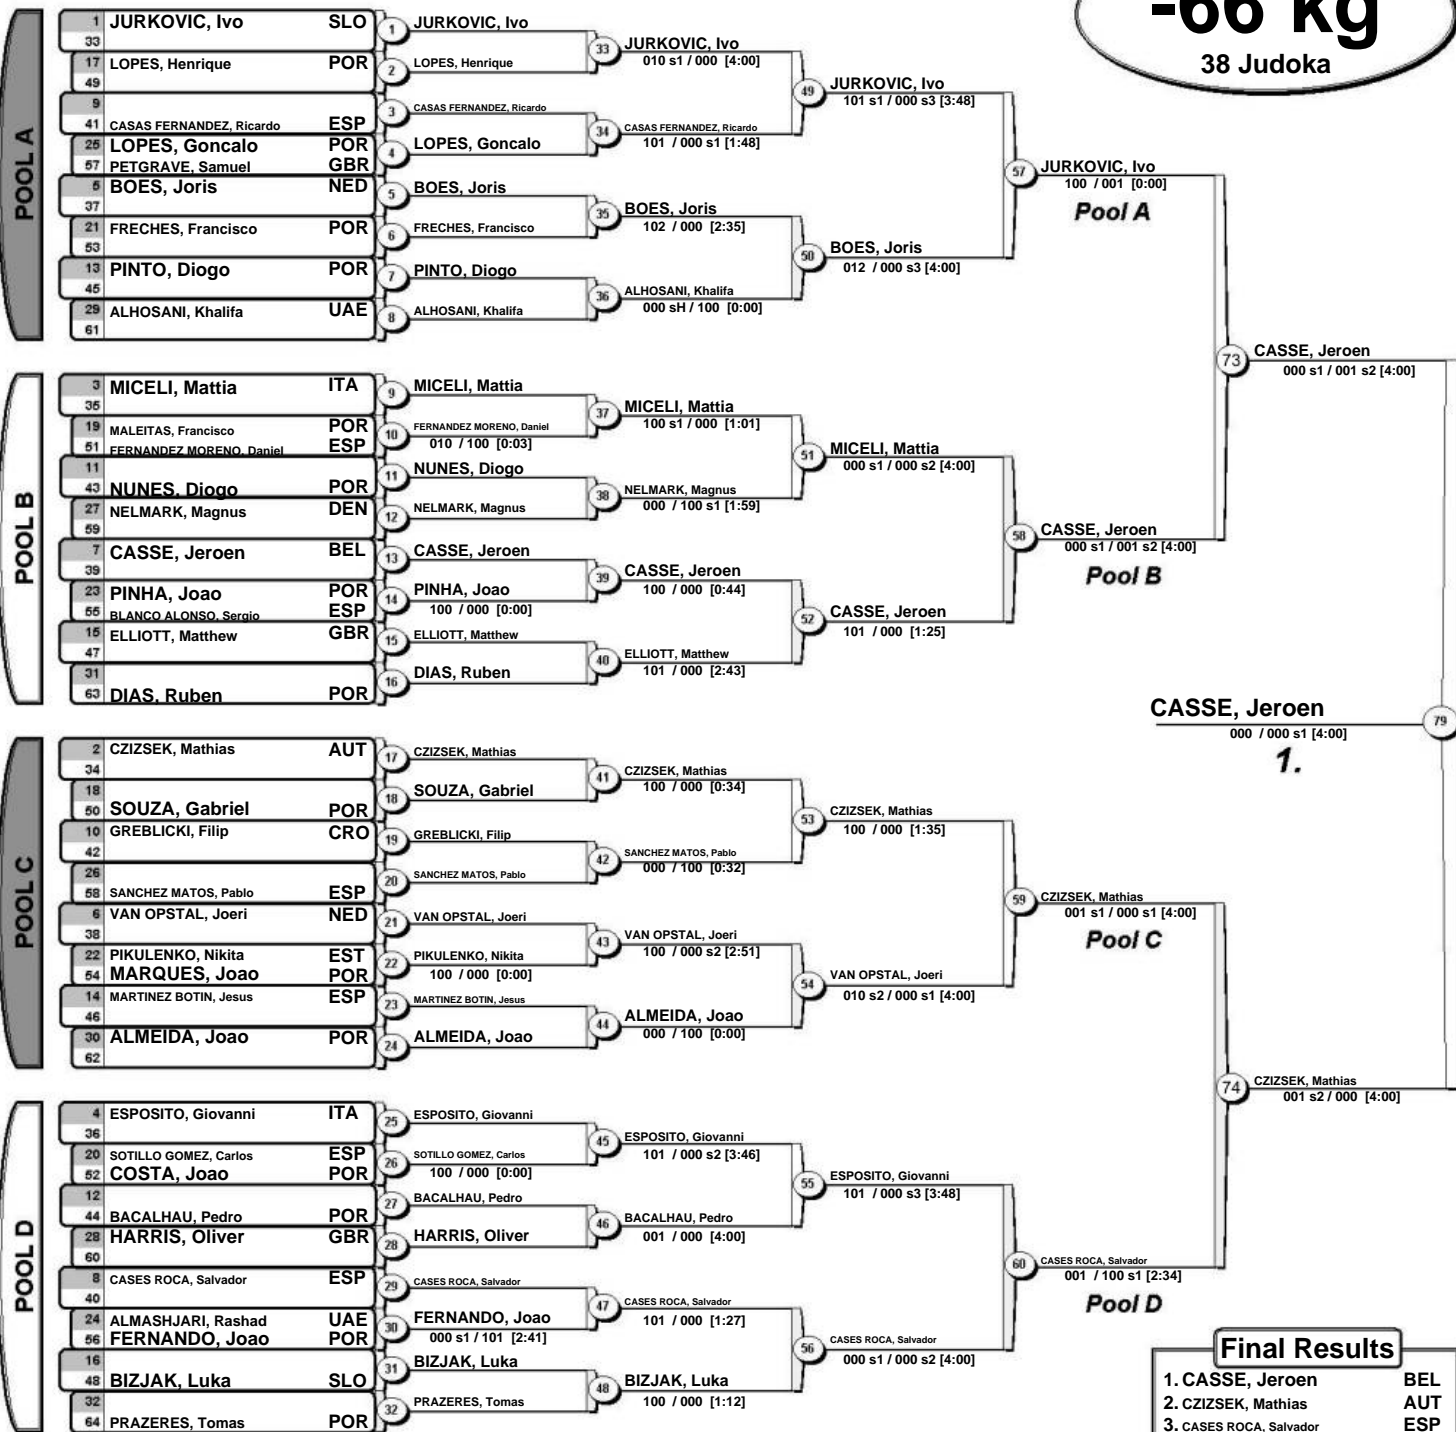 -66 kg
38 Judoka
POOL A
1 JURKOVIC, Ivo SLO
33
17 LOPES, Henrique POR
49
9
41 CASAS FERNANDEZ, Ricardo ESP
25 LOPES, Goncalo POR
57 PETGRAVE, Samuel GBR
5 BOES, Joris NED
37
21 FRECHES, Francisco POR
53
13 PINTO, Diogo POR
45
29 ALHOSANI, Khalifa UAE
61
1 JURKOVIC, Ivo
2 LOPES, Henrique
3 CASAS FERNANDEZ, Ricardo
4 LOPES, Goncalo
5 BOES, Joris
6 FRECHES, Francisco
7 PINTO, Diogo
8 ALHOSANI, Khalifa
33 JURKOVIC, Ivo
010 s1 / 000 [4:00]
34 CASAS FERNANDEZ, Ricardo
101 / 000 s1 [1:48]
35 BOES, Joris
102 / 000 [2:35]
36 ALHOSANI, Khalifa
000 sH / 100 [0:00]
49 JURKOVIC, Ivo
101 s1 / 000 s3 [3:48]
50 BOES, Joris
012 / 000 s3 [4:00]
57 JURKOVIC, Ivo
100 / 001 [0:00]
Pool A
POOL B
3 MICELI, Mattia ITA
35
19 MALEITAS, Francisco POR
51 FERNANDEZ MORENO, Daniel ESP
11
43 NUNES, Diogo POR
27 NELMARK, Magnus DEN
59
7 CASSE, Jeroen BEL
39
23 PINHA, Joao POR
55 BLANCO ALONSO, Sergio ESP
15 ELLIOTT, Matthew GBR
47
31
63 DIAS, Ruben POR
9 MICELI, Mattia
10 FERNANDEZ MORENO, Daniel
010 / 100 [0:03]
11 NUNES, Diogo
12 NELMARK, Magnus
13 CASSE, Jeroen
14 PINHA, Joao
100 / 000 [0:00]
15 ELLIOTT, Matthew
16 DIAS, Ruben
37 MICELI, Mattia
100 s1 / 000 [1:01]
38 NELMARK, Magnus
000 / 100 s1 [1:59]
39 CASSE, Jeroen
100 / 000 [0:44]
40 ELLIOTT, Matthew
101 / 000 [2:43]
51 MICELI, Mattia
000 s1 / 000 s2 [4:00]
52 CASSE, Jeroen
101 / 000 [1:25]
58 CASSE, Jeroen
000 s1 / 001 s2 [4:00]
Pool B
73 CASSE, Jeroen
000 s1 / 001 s2 [4:00]
CASSE, Jeroen 79
000 / 000 s1 [4:00]
1.
POOL C
2 CZIZSEK, Mathias AUT
34
18
50 SOUZA, Gabriel POR
10 GREBLICKI, Filip CRO
42
26
58 SANCHEZ MATOS, Pablo ESP
6 VAN OPSTAL, Joeri NED
38
22 PIKULENKO, Nikita EST
54 MARQUES, Joao POR
14 MARTINEZ BOTIN, Jesus ESP
46
30 ALMEIDA, Joao POR
62
17 CZIZSEK, Mathias
18 SOUZA, Gabriel
19 GREBLICKI, Filip
20 SANCHEZ MATOS, Pablo
21 VAN OPSTAL, Joeri
22 PIKULENKO, Nikita
100 / 000 [0:00]
23 MARTINEZ BOTIN, Jesus
24 ALMEIDA, Joao
41 CZIZSEK, Mathias
100 / 000 [0:34]
42 SANCHEZ MATOS, Pablo
000 / 100 [0:32]
43 VAN OPSTAL, Joeri
100 / 000 s2 [2:51]
44 ALMEIDA, Joao
000 / 100 [0:00]
53 CZIZSEK, Mathias
100 / 000 [1:35]
54 VAN OPSTAL, Joeri
010 s2 / 000 s1 [4:00]
59 CZIZSEK, Mathias
001 s1 / 000 s1 [4:00]
Pool C
74 CZIZSEK, Mathias
001 s2 / 000 [4:00]
POOL D
4 ESPOSITO, Giovanni ITA
36
20 SOTILLO GOMEZ, Carlos ESP
52 COSTA, Joao POR
12
44 BACALHAU, Pedro POR
28 HARRIS, Oliver GBR
60
8 CASES ROCA, Salvador ESP
40
24 ALMASHJARI, Rashad UAE
56 FERNANDO, Joao POR
16
48 BIZJAK, Luka SLO
32
64 PRAZERES, Tomas POR
25 ESPOSITO, Giovanni
26 SOTILLO GOMEZ, Carlos
100 / 000 [0:00]
27 BACALHAU, Pedro
28 HARRIS, Oliver
29 CASES ROCA, Salvador
30 FERNANDO, Joao
000 s1 / 101 [2:41]
31 BIZJAK, Luka
32 PRAZERES, Tomas
45 ESPOSITO, Giovanni
101 / 000 s2 [3:46]
46 BACALHAU, Pedro
001 / 000 [4:00]
47 CASES ROCA, Salvador
101 / 000 [1:27]
48 BIZJAK, Luka
100 / 000 [1:12]
55 ESPOSITO, Giovanni
101 / 000 s3 [3:48]
56 CASES ROCA, Salvador
000 s1 / 000 s2 [4:00]
60 CASES ROCA, Salvador
001 / 100 s1 [2:34]
Pool D
Final Results
1. CASSE, Jeroen BEL
2. CZIZSEK, Mathias AUT
3. CASES ROCA, Salvador ESP